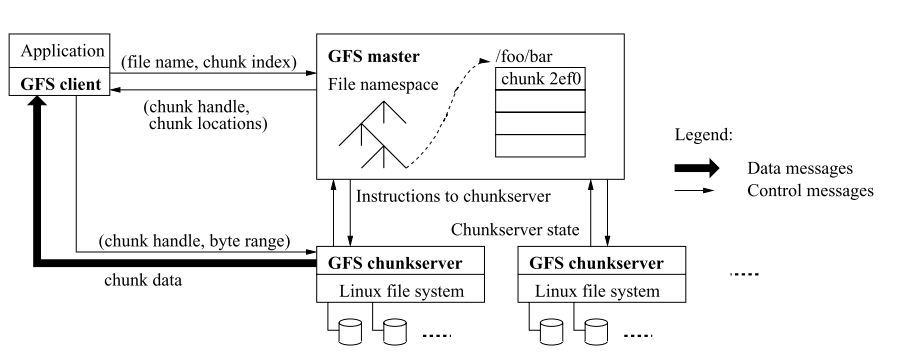 Application
GFS client
(file name, chunk index)
(chunk handle,
chunk locations)
GFS master
File namespace
/foo/bar
chunk 2ef0
Legend:
Data messages
Control messages
Instructions to chunkserver
Chunkserver state
(chunk handle, byte range)
chunk data
GFS chunkserver
Linux file system
GFS chunkserver
Linux file system